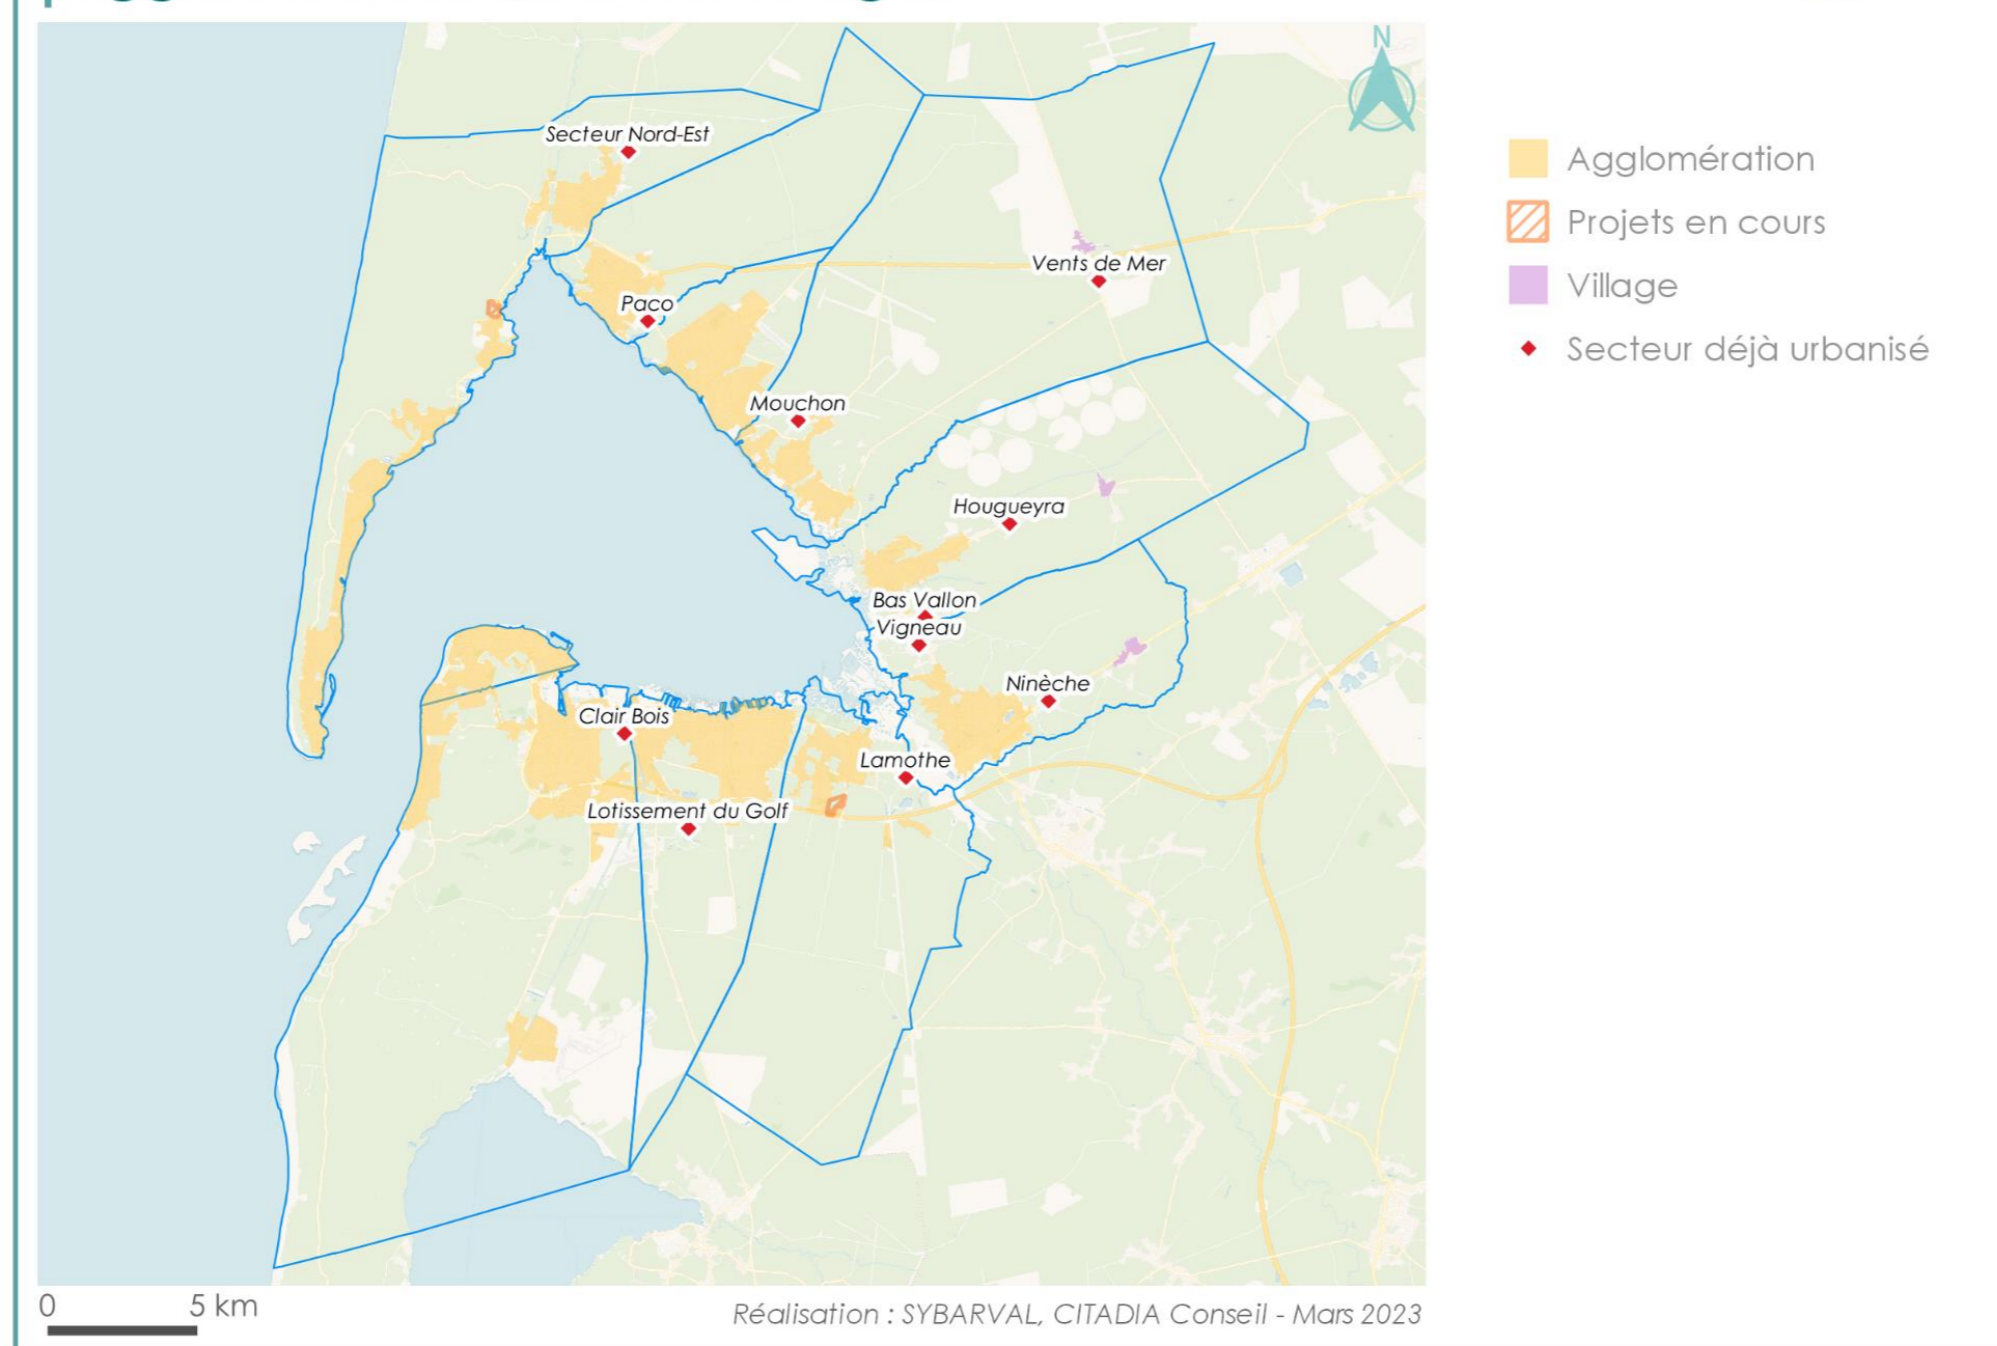 N
Secteur Nord-Est
Vents de Mer
Paco
Mouchon
Hougueyra
Bas Vallon
Vigneau
Ninèche
Clair Bois
Lamothe
Lotissement du Golf
Agglomération
Projets en cours
Village
Secteur déjà urbanisé
0 5 km
Réalisation : SYBARVAL, CITADIA Conseil - Mars 2023